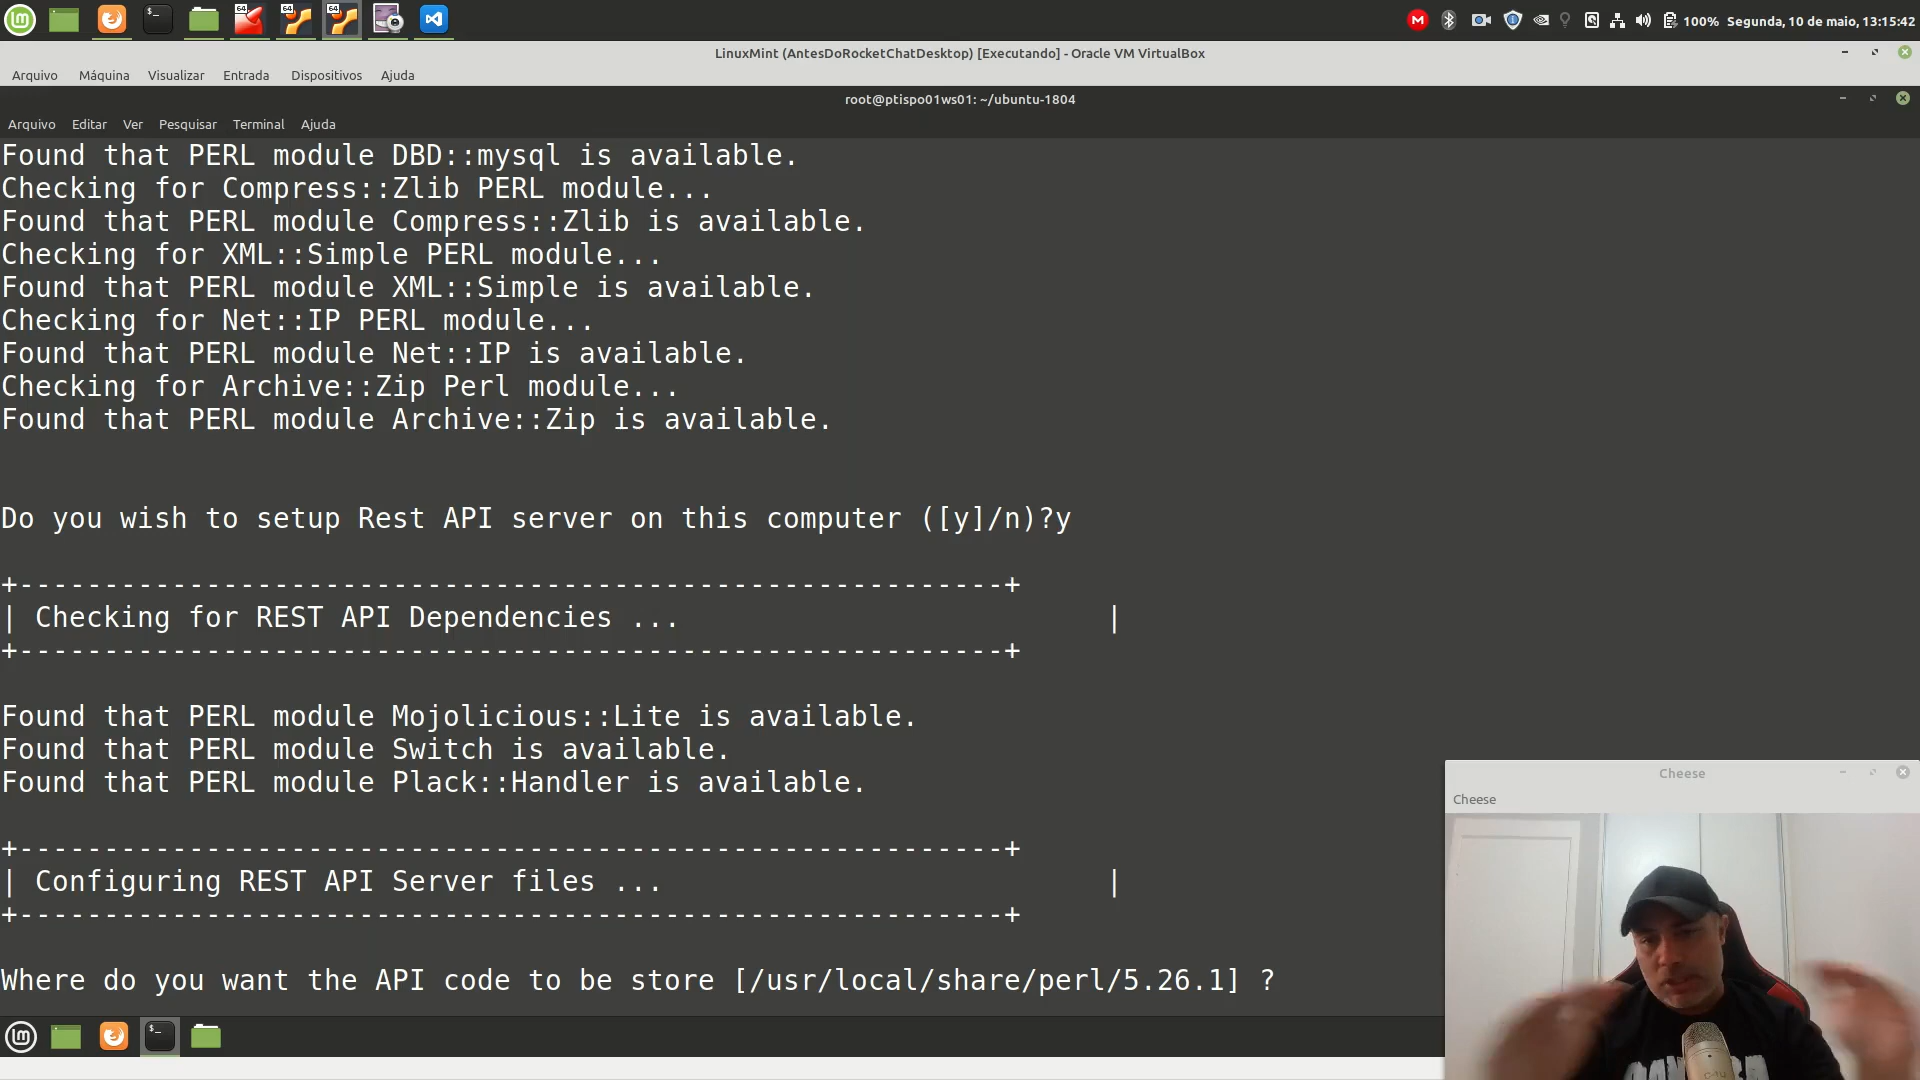 100% Segunda, 10 de maio, 13:15:42
LinuxMint (AntesDoRocketChatDesktop) [Executando] - Oracle VM VirtualBox
Arquivo Máquina Visualizar Entrada Dispositivos Ajuda
root@ptispo01ws01: ~/ubuntu-1804
Arquivo Editar Ver Pesquisar Terminal Ajuda
Found that PERL module DBD::mysql is available.
Checking for Compress::Zlib PERL module...
Found that PERL module Compress::Zlib is available.
Checking for XML::Simple PERL module...
Found that PERL module XML::Simple is available.
Checking for Net::IP PERL module...
Found that PERL module Net::IP is available.
Checking for Archive::Zip Perl module...
Found that PERL module Archive::Zip is available.
Do you wish to setup Rest API server on this computer ([y]/n)?y
+----------------------------------------------------------+
| Checking for REST API Dependencies ... |
+----------------------------------------------------------+
Found that PERL module Mojolicious::Lite is available.
Found that PERL module Switch is available.
Found that PERL module Plack::Handler is available.
+----------------------------------------------------------+
| Configuring REST API Server files ... |
+----------------------------------------------------------+
Where do you want the API code to be store [/usr/local/share/perl/5.26.1] ?
Cheese
Cheese